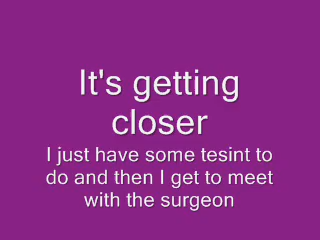 It's getting
closer
I just have some tesint to
do and then I get to meet
with the surgeon